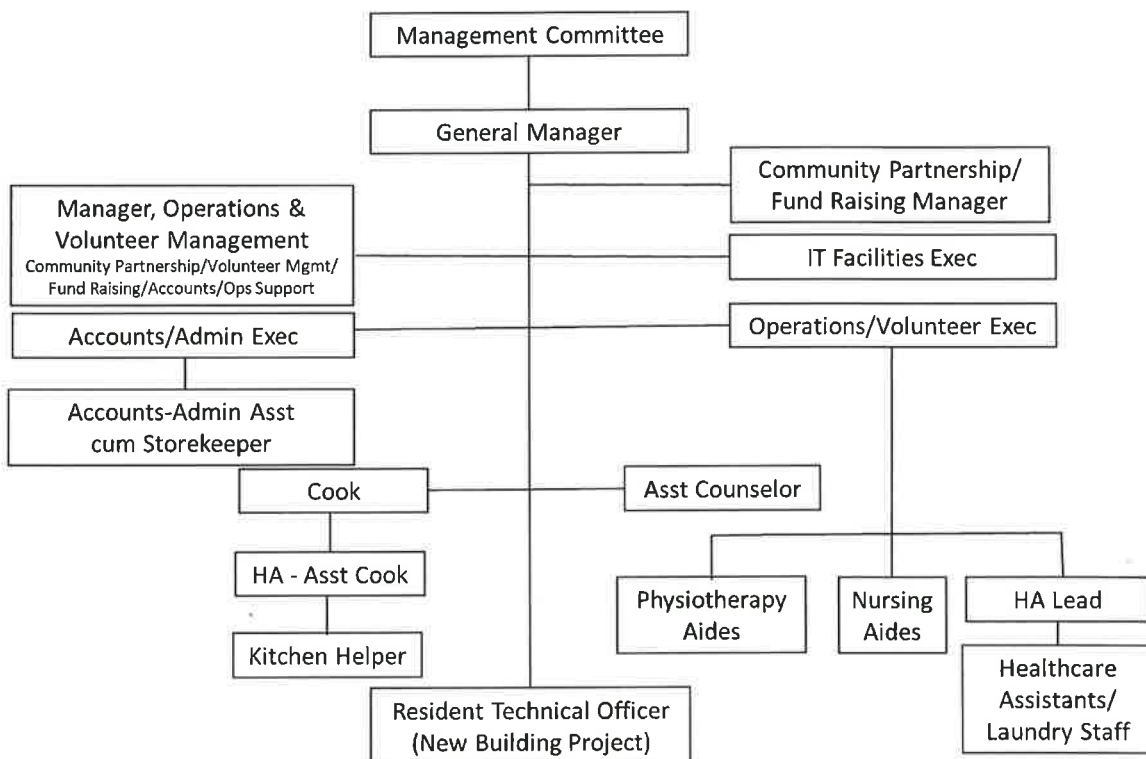 Management Committee
General Manager
Community Partnership/
Fund Raising Manager
Manager, Operations &
Volunteer Management
Community Partnership/Volunteer Mgmt/
Fund Raising/Accounts/Ops Support
IT Facilities Exec
Accounts/Admin Exec
Operations/Volunteer Exec
Accounts-Admin Asst
cum Storekeeper
Cook
Asst Counselor
HA - Asst Cook
Physiotherapy
Aides
Nursing
Aides
HA Lead
Kitchen Helper
Healthcare
Assistants/
Laundry Staff
Resident Technical Officer
(New Building Project)